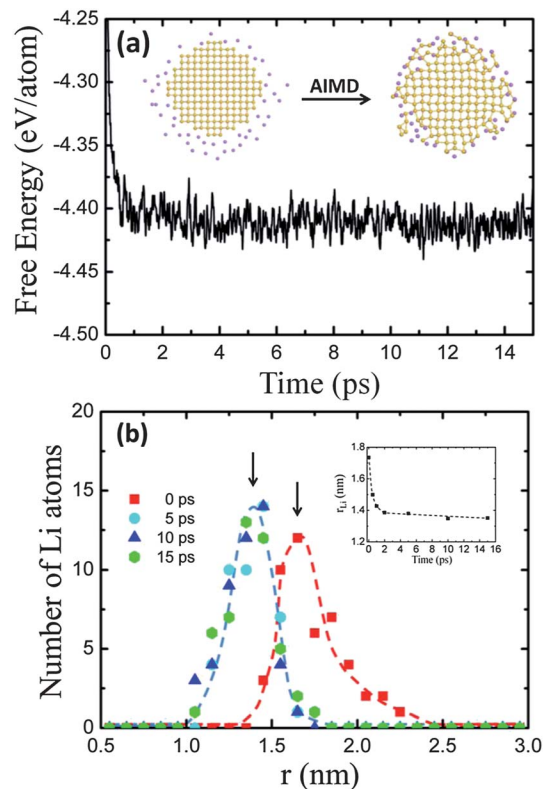 (a)
AIMD
-4.25
-4.30
-4.35
-4.40
-4.45
-4.50
Free Energy (eV/atom)
0 2 4 6 8 10 12 14
Time (ps)
(b)
20
15
10
5
0
Number of Li atoms
0 ps
5 ps
10 ps
15 ps
1.8
1.6
1.4
1.2
r_Li (nm)
0 2 4 6 8 10 12 14 16
Time (ps)
0.5 1.0 1.5 2.0 2.5 3.0
r (nm)